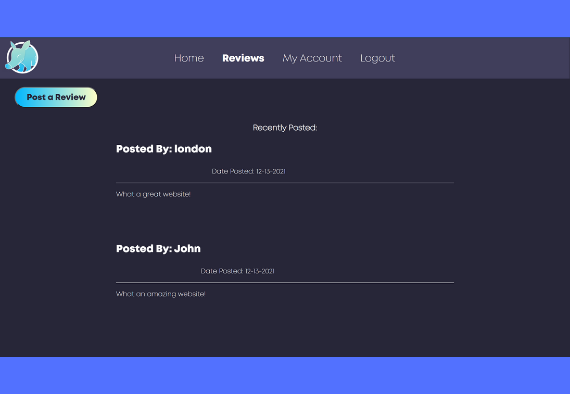 Home Reviews My Account Logout
Post a Review
Recently Posted:
Posted By: london
Date Posted: 12-13-2021
What a great website!
Posted By: John
Date Posted: 12-13-2021
What an amazing website!